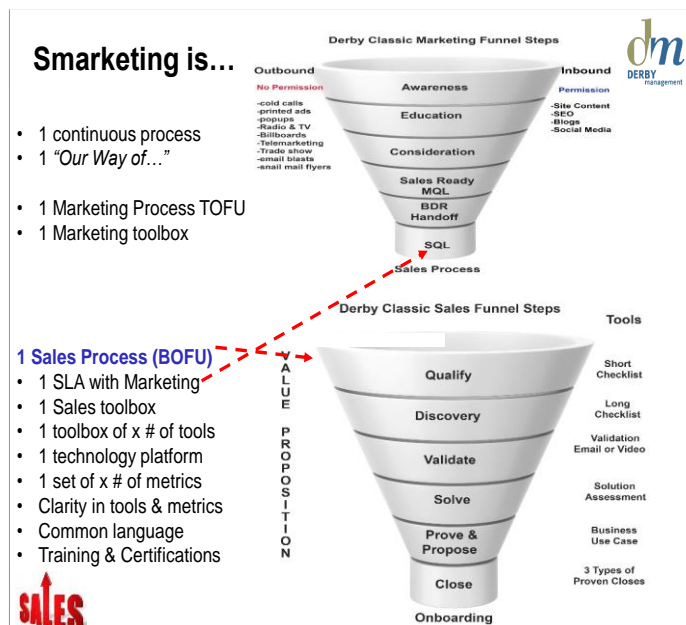 Smarketing is…
• 1 continuous process
• 1 “Our Way of…”
• 1 Marketing Process TOFU
• 1 Marketing toolbox
1 Sales Process (BOFU)
• 1 SLA with Marketing
• 1 Sales toolbox
• 1 toolbox of x # of tools
• 1 technology platform
• 1 set of x # of metrics
• Clarity in tools & metrics
• Common language
• Training & Certifications
SALES
Derby Classic Marketing Funnel Steps
dm
DERBY
management
Outbound
No Permission
-cold calls
-printed ads
-popups
-Radio & TV
-Billboards
-Telemarketing
-Trade show
-email blasts
-snail mail flyers
Awareness
Education
Consideration
Sales Ready
MQL
BDR
Handoff
SQL
Sales Process
Inbound
Permission
-Site Content
-SEO
-Blogs
-Social Media
Derby Classic Sales Funnel Steps
VALUE PROPOSITION
Qualify
Discovery
Validate
Solve
Prove &
Propose
Close
Onboarding
Tools
Short
Checklist
Long
Checklist
Validation
Email or Video
Solution
Assessment
Business
Use Case
3 Types of
Proven Closes